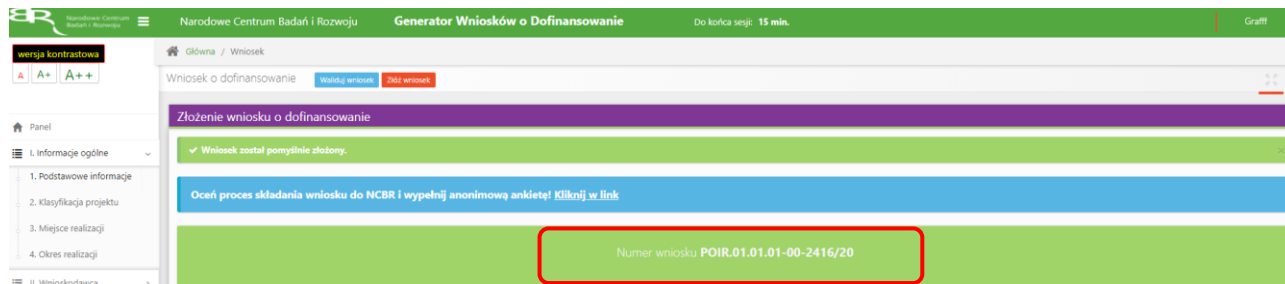 Narodowe Centrum
Badań i Rozwoju
Narodowe Centrum Badań i Rozwoju
Generator Wniosków o Dofinansowanie
Do końca sesji: 15 min.
Grafff
wersja kontrastowa
A A+ A++
Główna / Wniosek
Wniosek o dofinansowanie
Waliduj wniosek
Złóż wniosek
Złożenie wniosku o dofinansowanie
Panel
I. Informacje ogólne
1. Podstawowe informacje
2. Klasyfikacja projektu
3. Miejsce realizacji
4. Okres realizacji
II. Wnioskodawca
Wniosek został pomyślnie złożony.
Oceń proces składania wniosku do NCBR i wypełnij anonimową ankietę! Kliknij w link
Numer wniosku POIR.01.01.01-00-2416/20